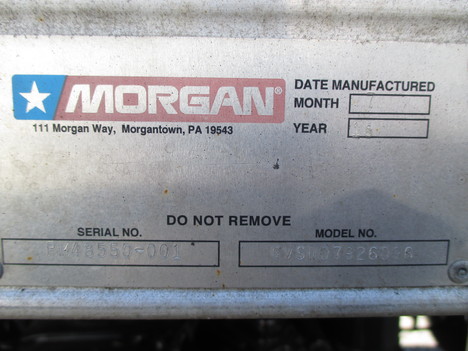 MORGAN®
111 Morgan Way, Morgantown, PA 19543
DATE MANUFACTURED
MONTH
YEAR
DO NOT REMOVE
SERIAL NO.
MODEL NO.